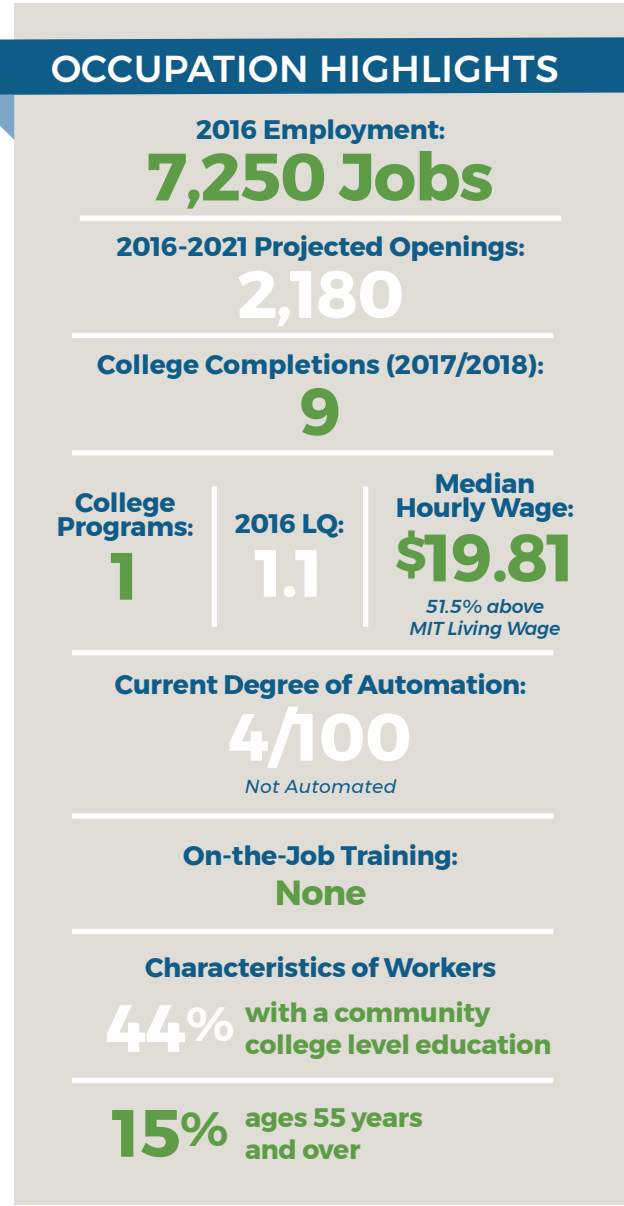 OCCUPATION HIGHLIGHTS
2016 Employment:
7,250 Jobs
2016-2021 Projected Openings:
2,180
College Completions (2017/2018):
9
College
Programs:
1
2016 LQ:
1.1
Median
Hourly Wage:
$19.81
51.5% above
MIT Living Wage
Current Degree of Automation:
4/100
Not Automated
On-the-Job Training:
None
Characteristics of Workers
44% with a community
college level education
15% ages 55 years
and over